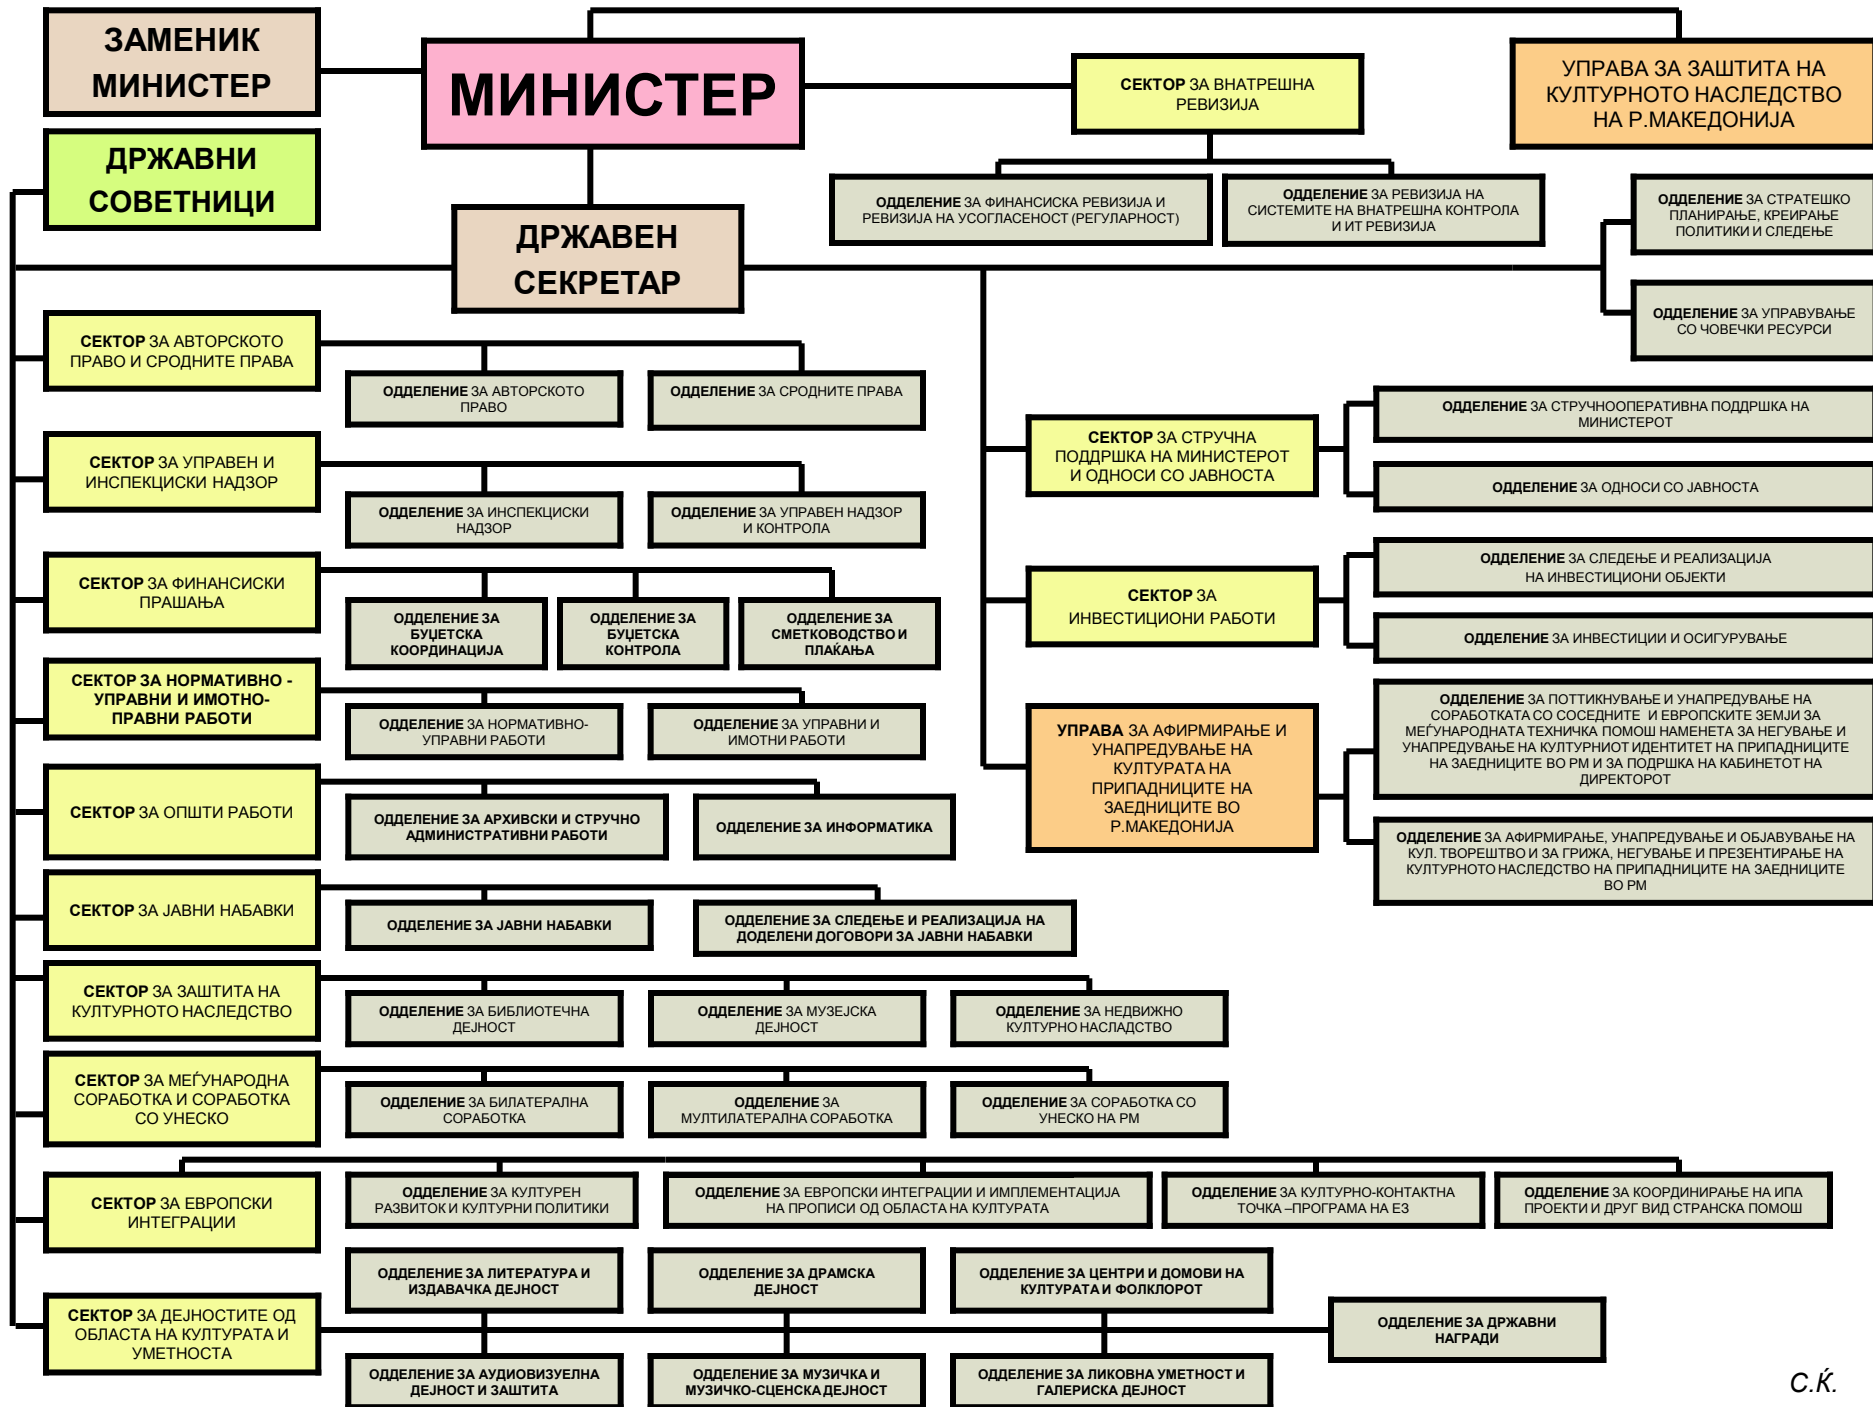 ЗАМЕНИК
МИНИСТЕР
МИНИСТЕР
СЕКТОР ЗА ВНАТРЕШНА
РЕВИЗИЈА
УПРАВА ЗА ЗАШТИТА НА
КУЛТУРНОТО НАСЛЕДСТВО
НА Р.МАКЕДОНИЈА
ДРЖАВНИ
СОВЕТНИЦИ
ОДДЕЛЕНИЕ ЗА ФИНАНСИСКА РЕВИЗИЈА И
РЕВИЗИЈА НА УСОГЛАСЕНОСТ (РЕГУЛАРНОСТ)
ОДДЕЛЕНИЕ ЗА РЕВИЗИЈА НА
СИСТЕМИТЕ НА ВНАТРЕШНА КОНТРОЛА
И ИТ РЕВИЗИЈА
ОДДЕЛЕНИЕ ЗА СТРАТЕШКО
ПЛАНИРАЊЕ, КРЕИРАЊЕ
ПОЛИТИКИ И СЛЕДЕЊЕ
ДРЖАВЕН
СЕКРЕТАР
ОДДЕЛЕНИЕ ЗА УПРАВУВАЊЕ
СО ЧОВЕЧКИ РЕСУРСИ
СЕКТОР ЗА АВТОРСКОТО
ПРАВО И СРОДНИТЕ ПРАВА
ОДДЕЛЕНИЕ ЗА АВТОРСКОТО
ПРАВО
ОДДЕЛЕНИЕ ЗА СРОДНИТЕ ПРАВА
СЕКТОР ЗА СТРУЧНА
ПОДДРШКА НА МИНИСТЕРОТ
И ОДНОСИ СО ЈАВНОСТА
ОДДЕЛЕНИЕ ЗА СТРУЧНООПЕРАТИВНА ПОДДРШКА НА
МИНИСТЕРОТ
ОДДЕЛЕНИЕ ЗА ОДНОСИ СО ЈАВНОСТА
СЕКТОР ЗА УПРАВЕН И
ИНСПЕКЦИСКИ НАДЗОР
ОДДЕЛЕНИЕ ЗА ИНСПЕКЦИСКИ
НАДЗОР
ОДДЕЛЕНИЕ ЗА УПРАВЕН НАДЗОР
И КОНТРОЛА
СЕКТОР ЗА
ИНВЕСТИЦИОНИ РАБОТИ
ОДДЕЛЕНИЕ ЗА СЛЕДЕЊЕ И РЕАЛИЗАЦИЈА
НА ИНВЕСТИЦИОНИ ОБЈЕКТИ
ОДДЕЛЕНИЕ ЗА ИНВЕСТИЦИИ И ОСИГУРУВАЊЕ
СЕКТОР ЗА ФИНАНСИСКИ
ПРАШАЊА
ОДДЕЛЕНИЕ ЗА
БУЏЕТСКА
КООРДИНАЦИЈА
ОДДЕЛЕНИЕ ЗА
БУЏЕТСКА
КОНТРОЛА
ОДДЕЛЕНИЕ ЗА
СМЕТКОВОДСТВО И
ПЛАЌАЊА
СЕКТОР ЗА НОРМАТИВНО -
УПРАВНИ И ИМОТНО-
ПРАВНИ РАБОТИ
ОДДЕЛЕНИЕ ЗА НОРМАТИВНО-
УПРАВНИ РАБОТИ
ОДДЕЛЕНИЕ ЗА УПРАВНИ И
ИМОТНИ РАБОТИ
УПРАВА ЗА АФИРМИРАЊЕ И
УНАПРЕДУВАЊЕ НА
КУЛТУРАТА НА
ПРИПАДНИЦИТЕ НА
ЗАЕДНИЦИТЕ ВО
Р.МАКЕДОНИЈА
ОДДЕЛЕНИЕ ЗА ПОТТИКНУВАЊЕ И УНАПРЕДУВАЊЕ НА
СОРАБОТКАТА СО СОСЕДНИТЕ И ЕВРОПСКИТЕ ЗЕМЈИ ЗА
МЕЃУНАРОДНАТА ТЕХНИЧКА ПОМОШ НАМЕНЕТА ЗА НЕГУВАЊЕ И
УНАПРЕДУВАЊЕ НА КУЛТУРНИОТ ИДЕНТИТЕТ НА ПРИПАДНИЦИТЕ
НА ЗАЕДНИЦИТЕ ВО РМ И ЗА ПОДРШКА НА КАБИНЕТОТ НА
ДИРЕКТОРОТ
ОДДЕЛЕНИЕ ЗА АФИРМИРАЊЕ, УНАПРЕДУВАЊЕ И ОБЈАВУВАЊЕ НА
КУЛ. ТВОРЕШТВО И ЗА ГРИЖА, НЕГУВАЊЕ И ПРЕЗЕНТИРАЊЕ НА
КУЛТУРНОТО НАСЛЕДСТВО НА ПРИПАДНИЦИТЕ НА ЗАЕДНИЦИТЕ
ВО РМ
СЕКТОР ЗА ОПШТИ РАБОТИ
ОДДЕЛЕНИЕ ЗА АРХИВСКИ И СТРУЧНО
АДМИНИСТРАТИВНИ РАБОТИ
ОДДЕЛЕНИЕ ЗА ИНФОРМАТИКА
СЕКТОР ЗА ЈАВНИ НАБАВКИ
ОДДЕЛЕНИЕ ЗА ЈАВНИ НАБАВКИ
ОДДЕЛЕНИЕ ЗА СЛЕДЕЊЕ И РЕАЛИЗАЦИЈА НА
ДОДЕЛЕНИ ДОГОВОРИ ЗА ЈАВНИ НАБАВКИ
СЕКТОР ЗА ЗАШТИТА НА
КУЛТУРНОТО НАСЛЕДСТВО
ОДДЕЛЕНИЕ ЗА БИБЛИОТЕЧНА
ДЕЈНОСТ
ОДДЕЛЕНИЕ ЗА МУЗЕЈСКА
ДЕЈНОСТ
ОДДЕЛЕНИЕ ЗА НЕДВИЖНО
КУЛТУРНО НАСЛАДСТВО
СЕКТОР ЗА МЕЃУНАРОДНА
СОРАБОТКА И СОРАБОТКА
СО УНЕСКО
ОДДЕЛЕНИЕ ЗА БИЛАТЕРАЛНА
СОРАБОТКА
ОДДЕЛЕНИЕ ЗА
МУЛТИЛАТЕРАЛНА СОРАБОТКА
ОДДЕЛЕНИЕ ЗА СОРАБОТКА СО
УНЕСКО НА РМ
СЕКТОР ЗА ЕВРОПСКИ
ИНТЕГРАЦИИ
ОДДЕЛЕНИЕ ЗА КУЛТУРЕН
РАЗВИТОК И КУЛТУРНИ ПОЛИТИКИ
ОДДЕЛЕНИЕ ЗА ЕВРОПСКИ ИНТЕГРАЦИИ И ИМПЛЕМЕНТАЦИЈА
НА ПРОПИСИ ОД ОБЛАСТА НА КУЛТУРАТА
ОДДЕЛЕНИЕ ЗА КУЛТУРНО-КОНТАКТНА
ТОЧКА –ПРОГРАМА НА ЕЗ
ОДДЕЛЕНИЕ ЗА КООРДИНИРАЊЕ НА ИПА
ПРОЕКТИ И ДРУГ ВИД СТРАНСКА ПОМОШ
СЕКТОР ЗА ДЕЈНОСТИТЕ ОД
ОБЛАСТА НА КУЛТУРАТА И
УМЕТНОСТА
ОДДЕЛЕНИЕ ЗА ЛИТЕРАТУРА И
ИЗДАВАЧКА ДЕЈНОСТ
ОДДЕЛЕНИЕ ЗА ДРАМСКА
ДЕЈНОСТ
ОДДЕЛЕНИЕ ЗА ЦЕНТРИ И ДОМОВИ НА
КУЛТУРАТА И ФОЛКЛОРОТ
ОДДЕЛЕНИЕ ЗА ДРЖАВНИ
НАГРАДИ
ОДДЕЛЕНИЕ ЗА АУДИОВИЗУЕЛНА
ДЕЈНОСТ И ЗАШТИТА
ОДДЕЛЕНИЕ ЗА МУЗИЧКА И
МУЗИЧКО-СЦЕНСКА ДЕЈНОСТ
ОДДЕЛЕНИЕ ЗА ЛИКОВНА УМЕТНОСТ И
ГАЛЕРИСКА ДЕЈНОСТ
С.Ќ.